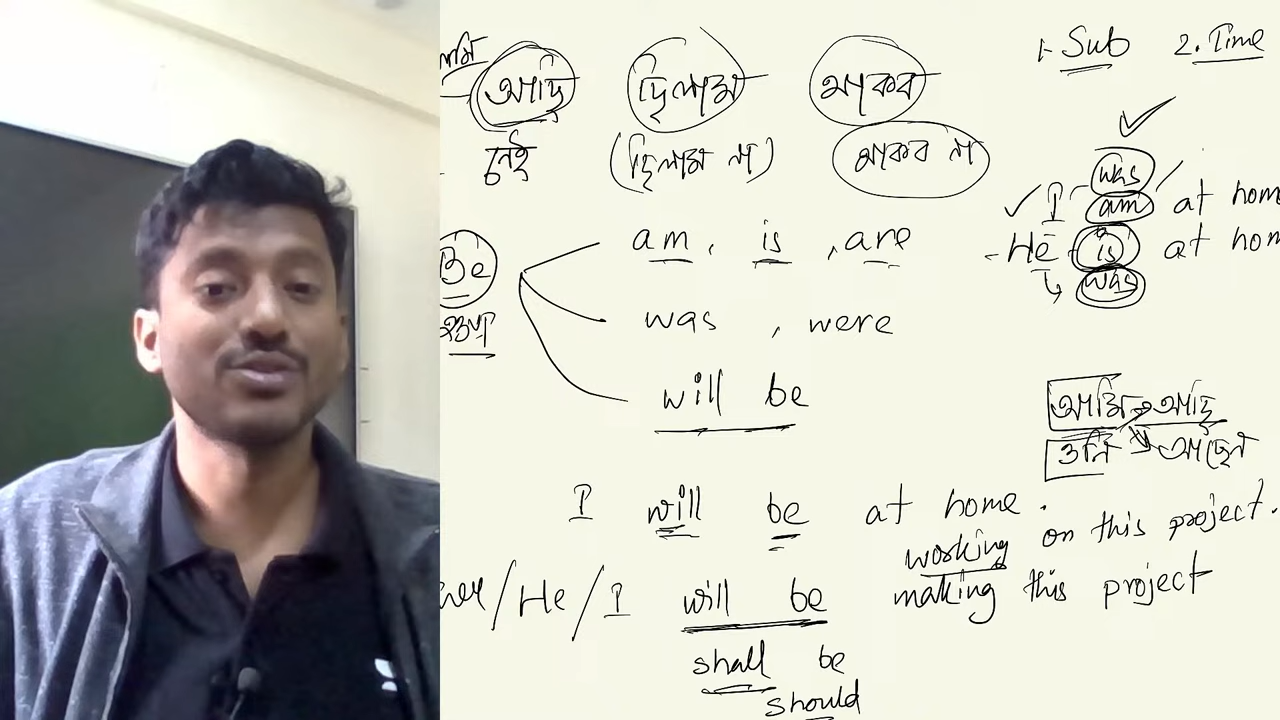 আছি ছিলাম থাকব
নেই (ছিলাম না) থাকব না
1. Sub 2. Time
was
I am at hom
He is at hom
was
Be
am, is, are
was, were
will be
আমি → আছি
উনি → আছেন
I will be at home.
working on this project.
/ He / I will be making this project
shall be
should